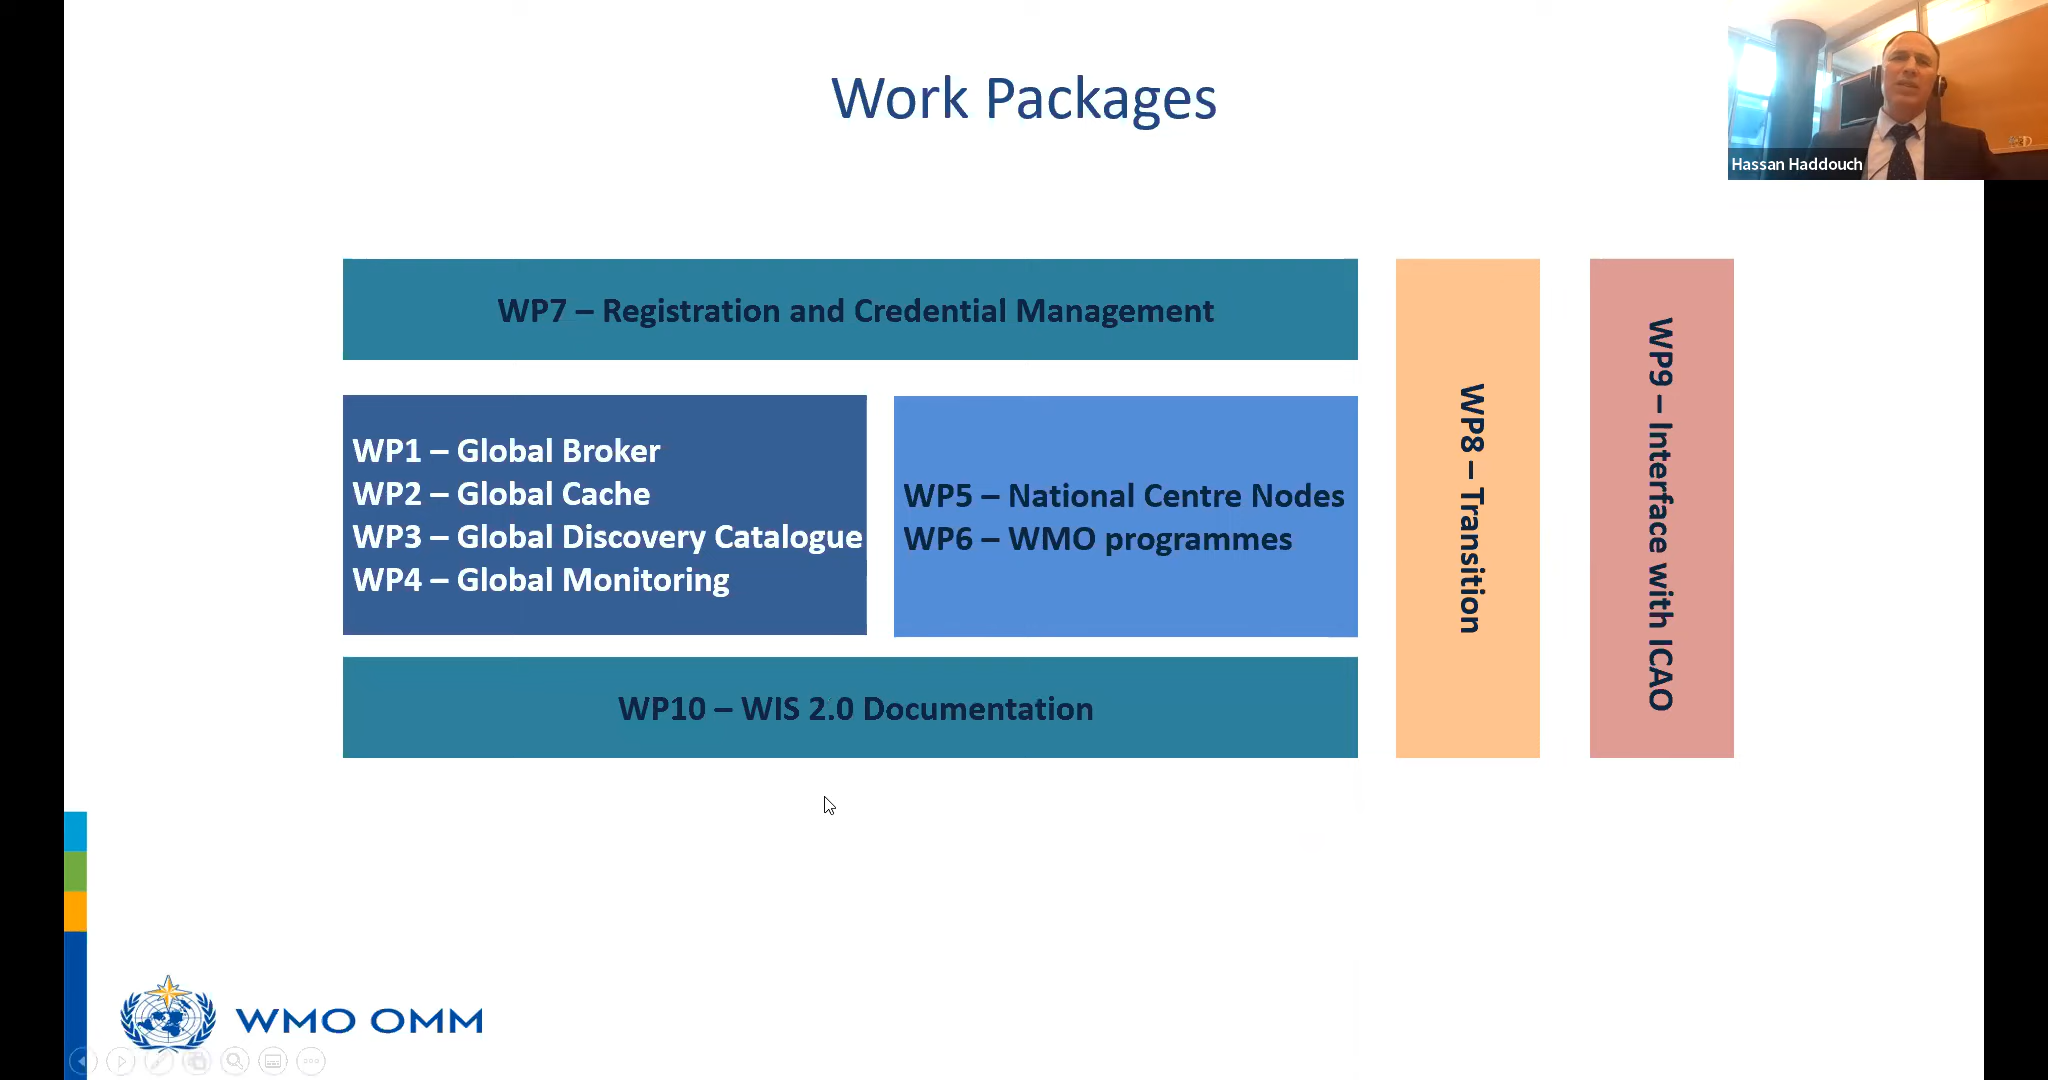 Work Packages
Hassan Haddouch
WP7 – Registration and Credential Management
WP1 – Global Broker
WP2 – Global Cache
WP3 – Global Discovery Catalogue
WP4 – Global Monitoring
WP5 – National Centre Nodes
WP6 – WMO programmes
WP8 – Transition
WP9 – Interface with ICAO
WP10 – WIS 2.0 Documentation
WMO OMM